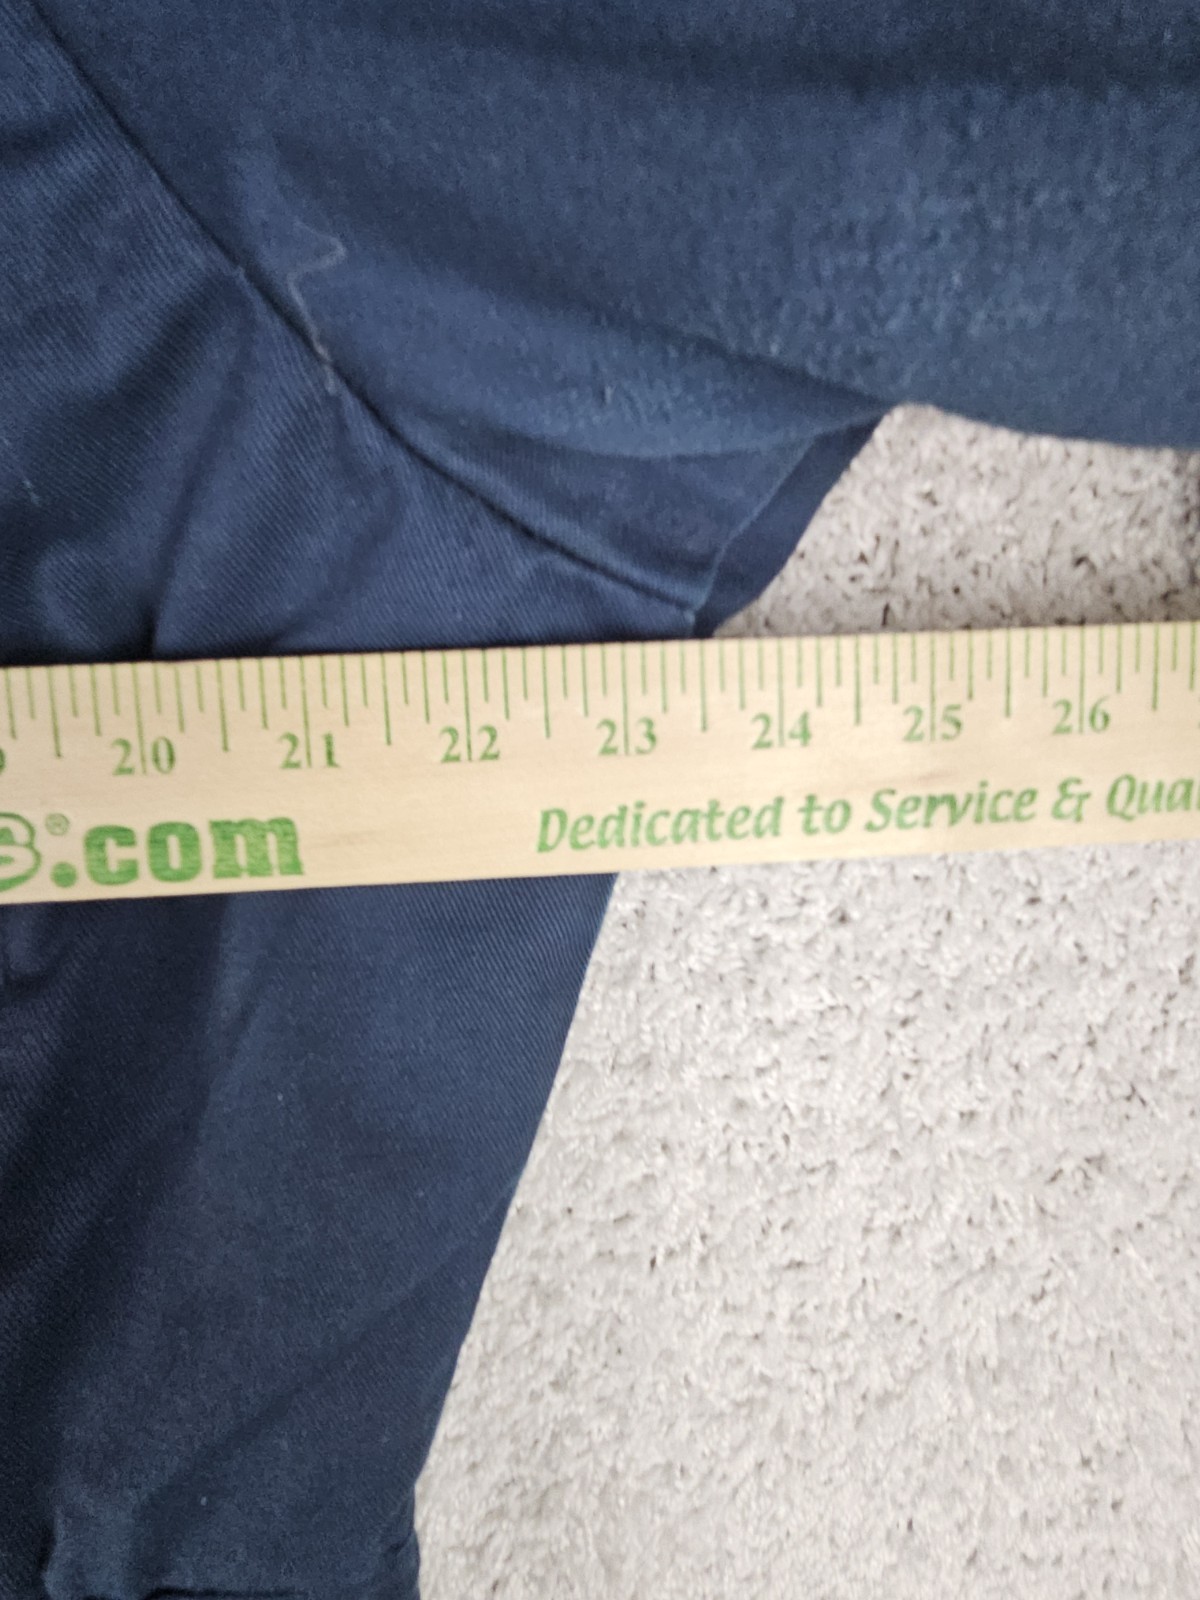 20 21 22 23 24 25 26
®.com Dedicated to Service &